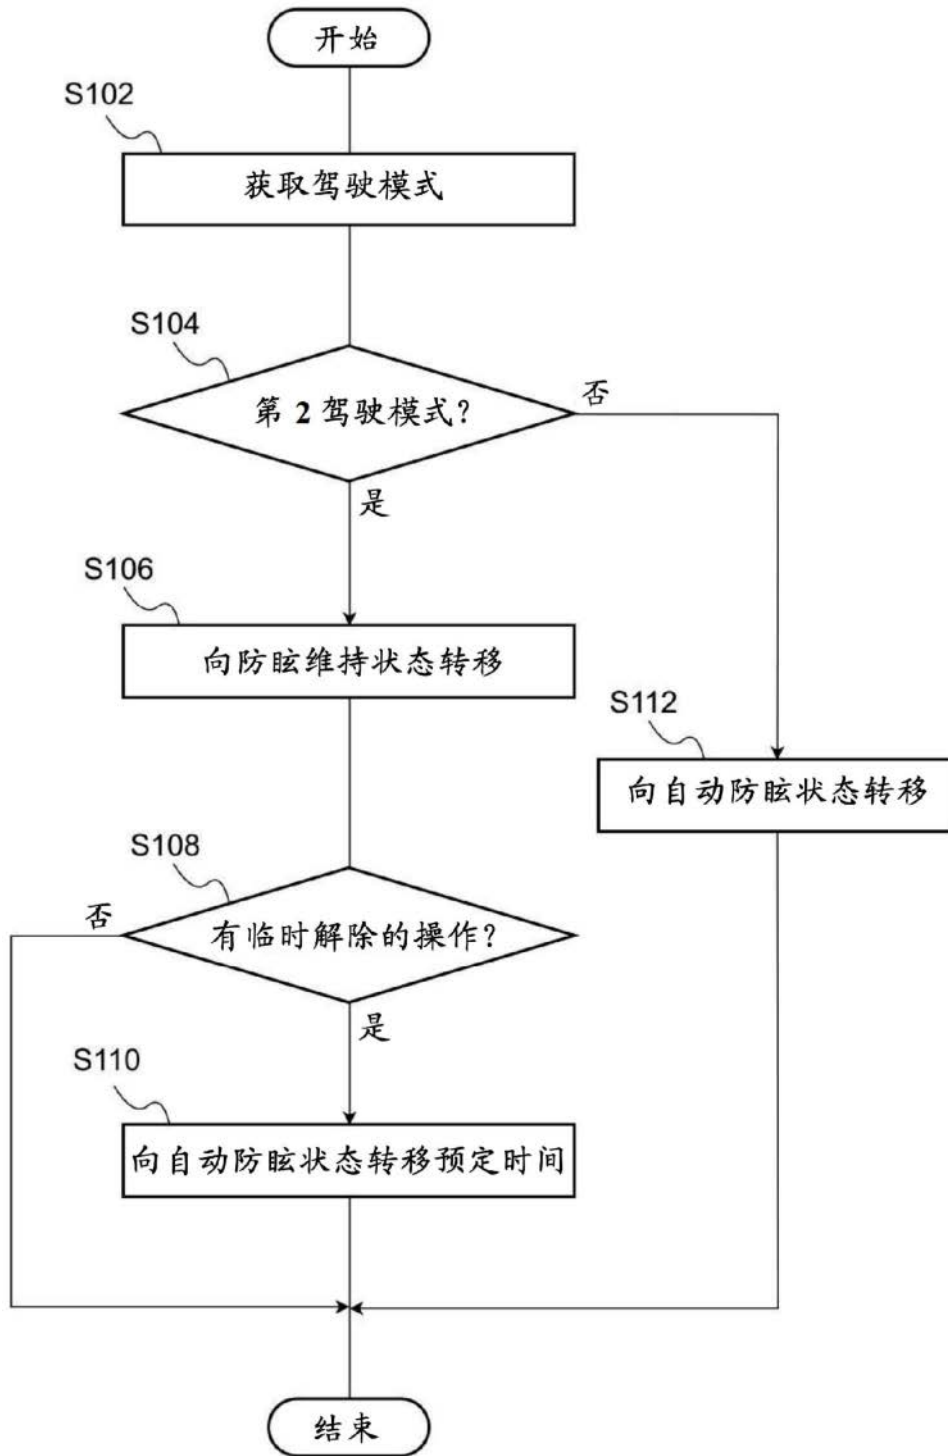 开始
S102
获取驾驶模式
S104
第2驾驶模式？
否
是
S106
向防眩维持状态转移
S112
向自动防眩状态转移
S108
否
有临时解除的操作？
是
S110
向自动防眩状态转移预定时间
结束